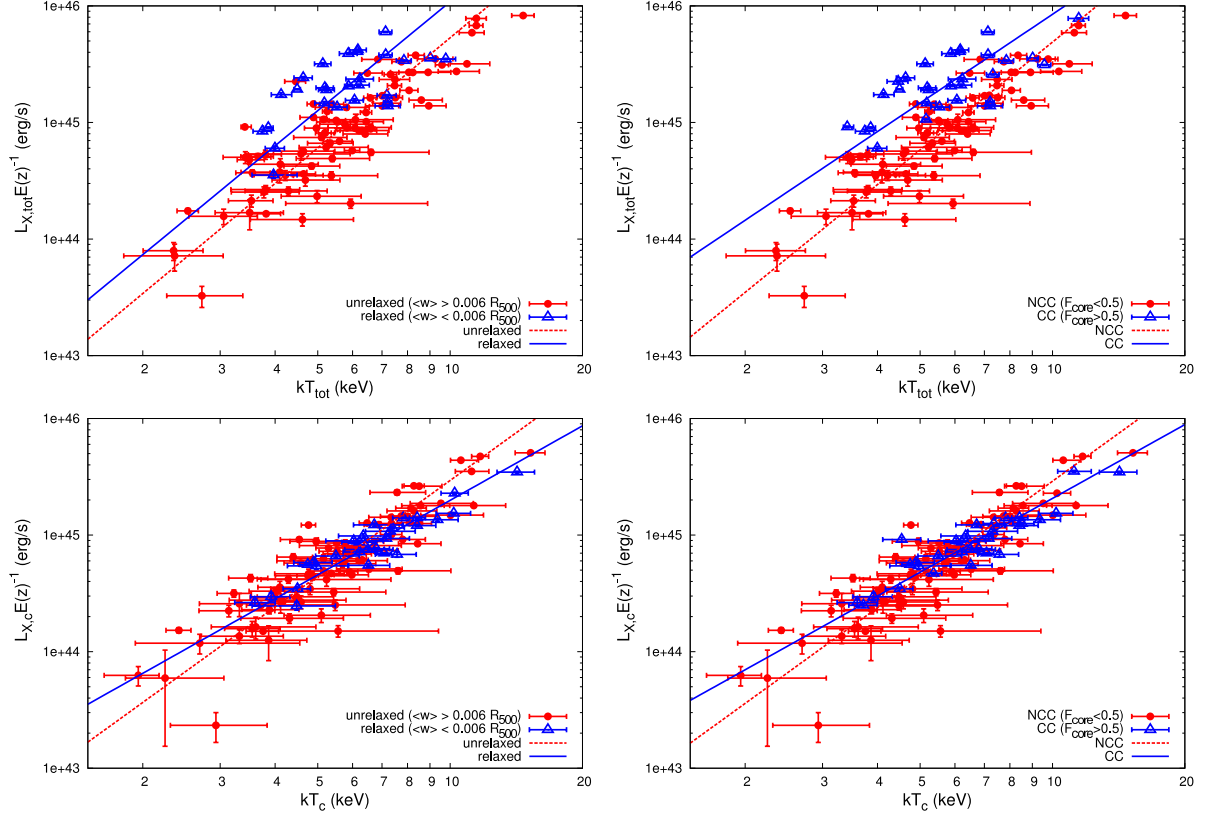 1e+46
1e+45
1e+44
1e+43
L_X,tot E(z)^-1 (erg/s)
unrelaxed (<w> > 0.006 R_500)
relaxed (<w> < 0.006 R_500)
unrelaxed
relaxed
2 3 4 5 6 7 8 9 10 20
kT_tot (keV)
1e+46
1e+45
1e+44
1e+43
L_X,tot E(z)^-1 (erg/s)
NCC (F_core<0.5)
CC (F_core>0.5)
NCC
CC
2 3 4 5 6 7 8 9 10 20
kT_tot (keV)
1e+46
1e+45
1e+44
1e+43
L_X,c E(z)^-1 (erg/s)
unrelaxed (<w> > 0.006 R_500)
relaxed (<w> < 0.006 R_500)
unrelaxed
relaxed
2 3 4 5 6 7 8 9 10 20
kT_c (keV)
1e+46
1e+45
1e+44
1e+43
L_X,c E(z)^-1 (erg/s)
NCC (F_core<0.5)
CC (F_core>0.5)
NCC
CC
2 3 4 5 6 7 8 9 10 20
kT_c (keV)